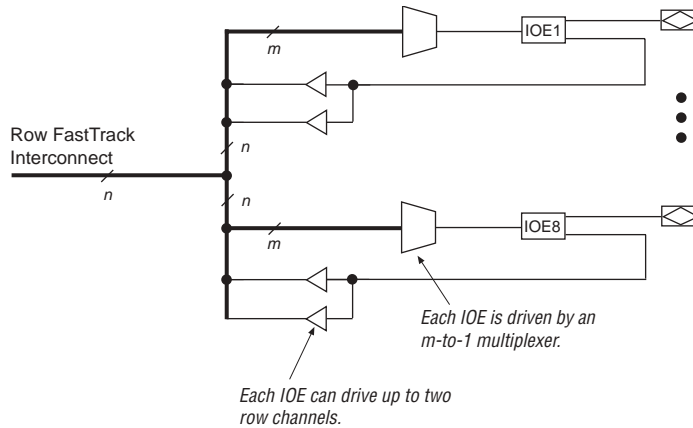 m
IOE1
Row FastTrack
Interconnect
n
n
n
m
IOE8
Each IOE is driven by an
m-to-1 multiplexer.
Each IOE can drive up to two
row channels.